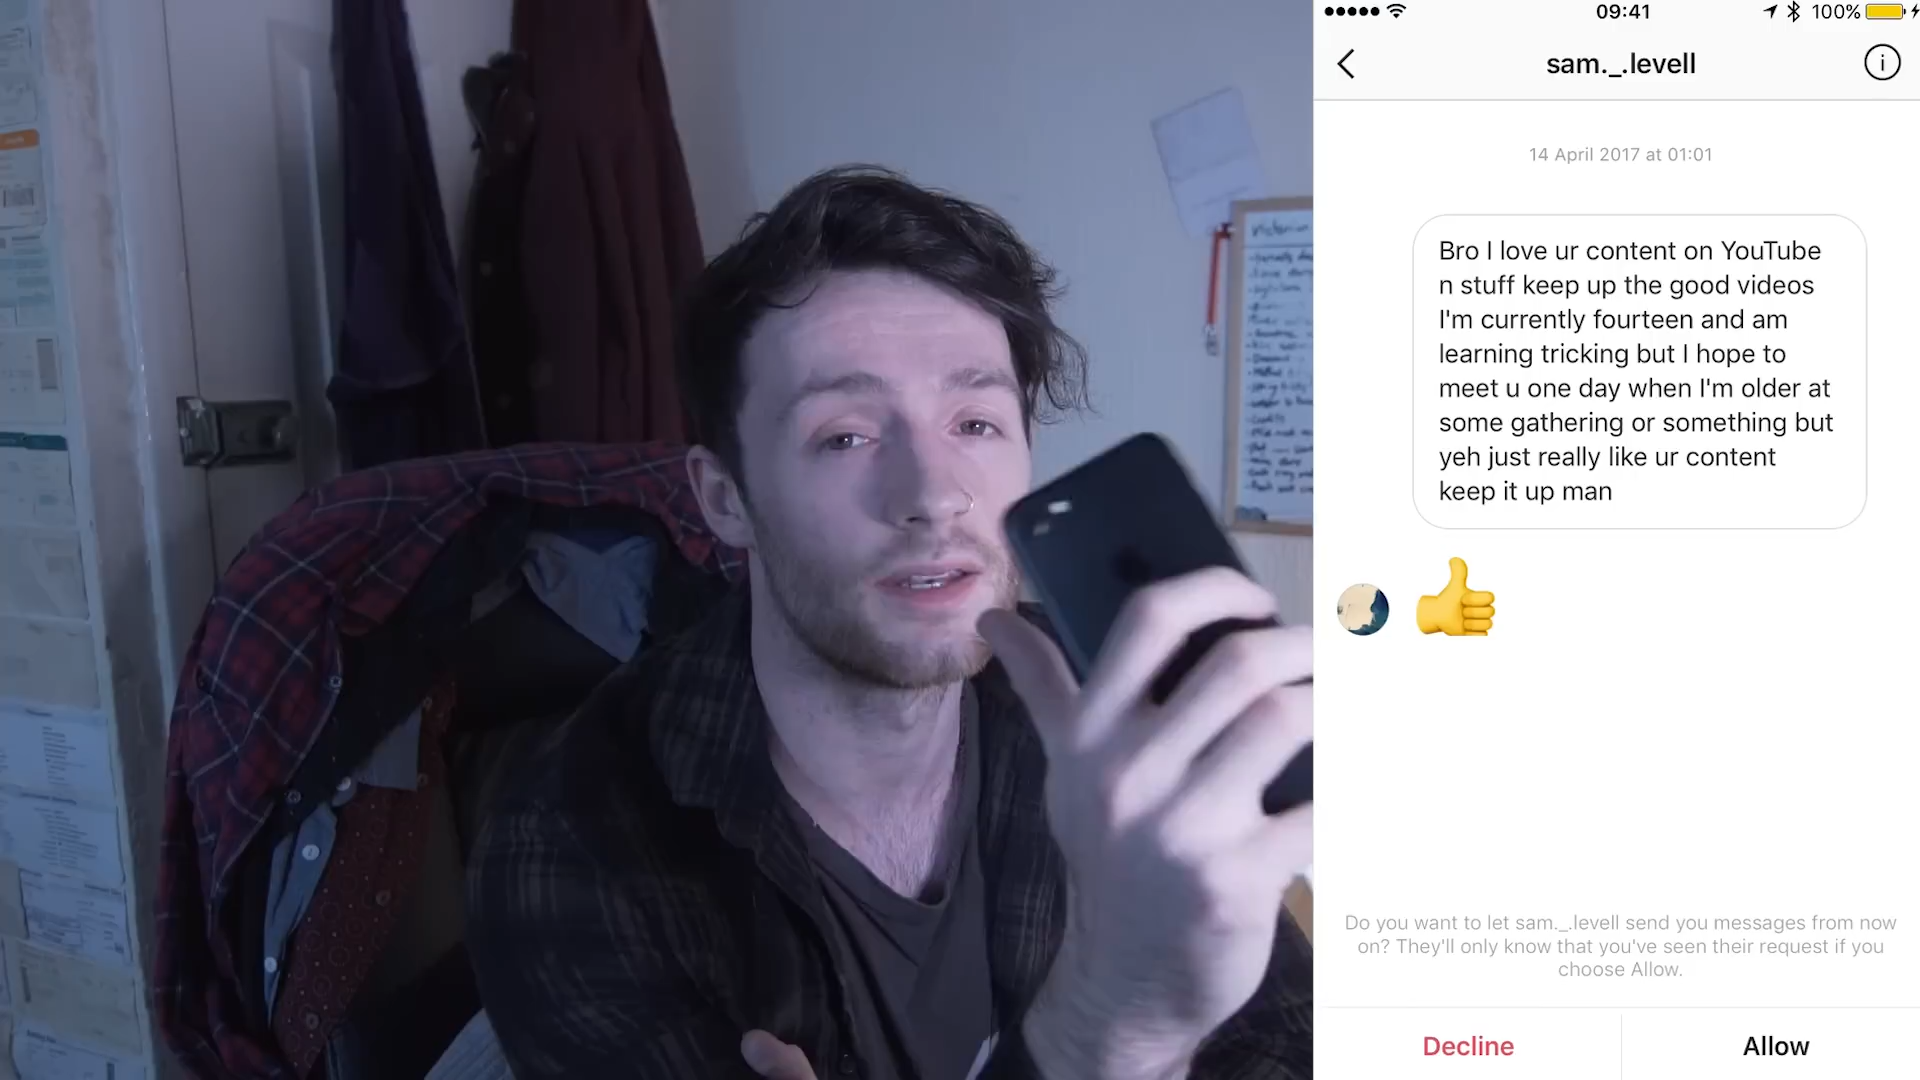 09:41
100%
sam._.levell
14 April 2017 at 01:01
Bro I love ur content on YouTube
n stuff keep up the good videos
I'm currently fourteen and am
learning tricking but I hope to
meet u one day when I'm older at
some gathering or something but
yeh just really like ur content
keep it up man
Do you want to let sam._.levell send you messages from now
on? They'll only know that you've seen their request if you
choose Allow.
Decline
Allow